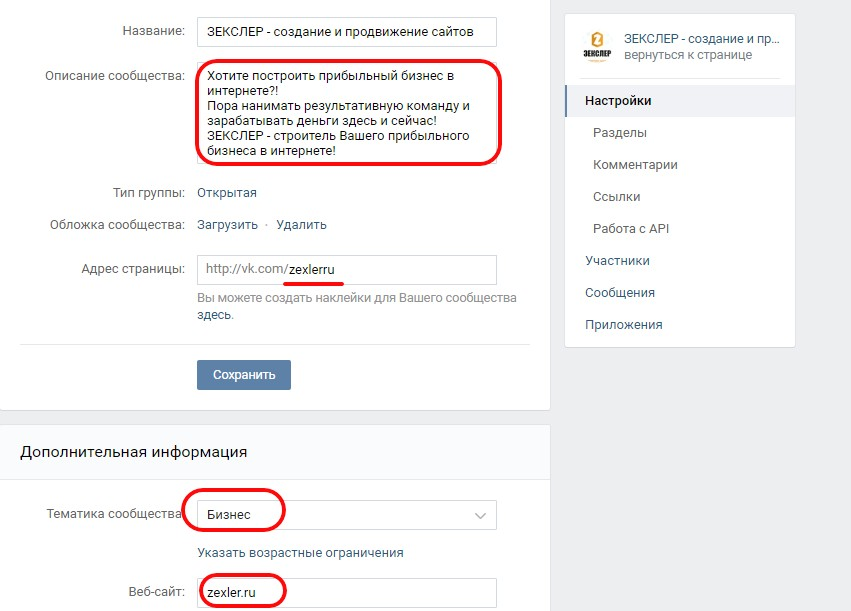 Название: ЗЕКСЛЕР - создание и продвижение сайтов
Описание сообщества: Хотите построить прибыльный бизнес в
интернете?!
Пора нанимать результативную команду и
зарабатывать деньги здесь и сейчас!
ЗЕКСЛЕР - строитель Вашего прибыльного
бизнеса в интернете!
Тип группы: Открытая
Обложка сообщества: Загрузить · Удалить
Адрес страницы: http://vk.com/zexlerru
Вы можете создать наклейки для Вашего сообщества
здесь.
Сохранить
Дополнительная информация
Тематика сообщества: Бизнес
Указать возрастные ограничения
Веб-сайт: zexler.ru
ЗЕКСЛЕР
ЗЕКСЛЕР - создание и пр...
вернуться к странице
Настройки
Разделы
Комментарии
Ссылки
Работа с API
Участники
Сообщения
Приложения